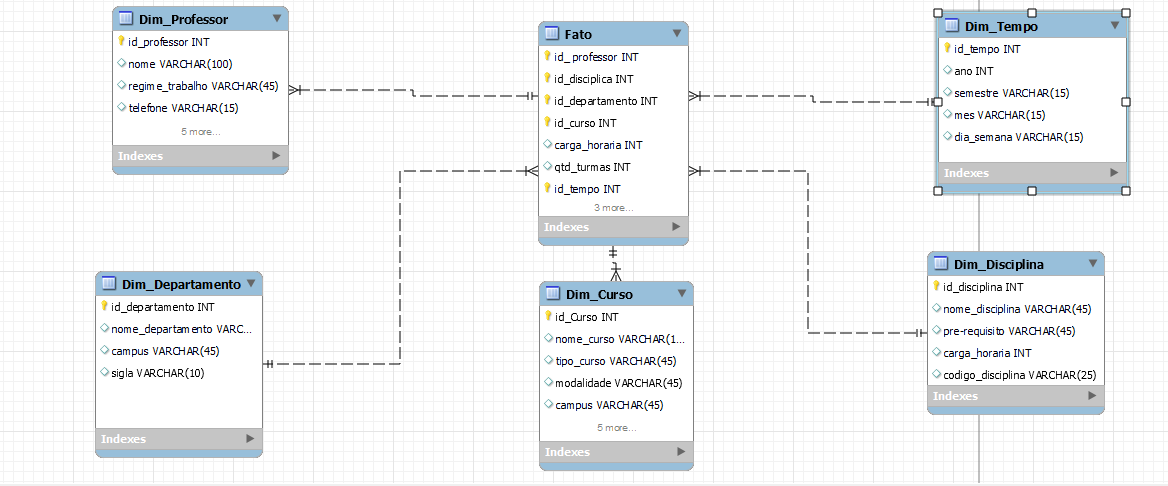 Dim_Professor
id_professor INT
nome VARCHAR(100)
regime_trabalho VARCHAR(45)
telefone VARCHAR(15)
5 more...
Indexes
Fato
id_ professor INT
id_disciplica INT
id_departamento INT
id_curso INT
carga_horaria INT
qtd_turmas INT
id_tempo INT
3 more...
Indexes
Dim_Tempo
id_tempo INT
ano INT
semestre VARCHAR(15)
mes VARCHAR(15)
dia_semana VARCHAR(15)
Indexes
Dim_Departamento
id_departamento INT
nome_departamento VARC...
campus VARCHAR(45)
sigla VARCHAR(10)
Indexes
Dim_Curso
id_Curso INT
nome_curso VARCHAR(1...
tipo_curso VARCHAR(45)
modalidade VARCHAR(45)
campus VARCHAR(45)
5 more...
Indexes
Dim_Disciplina
id_disciplina INT
nome_disciplina VARCHAR(45)
pre-requisito VARCHAR(45)
carga_horaria INT
codigo_disciplina VARCHAR(25)
Indexes